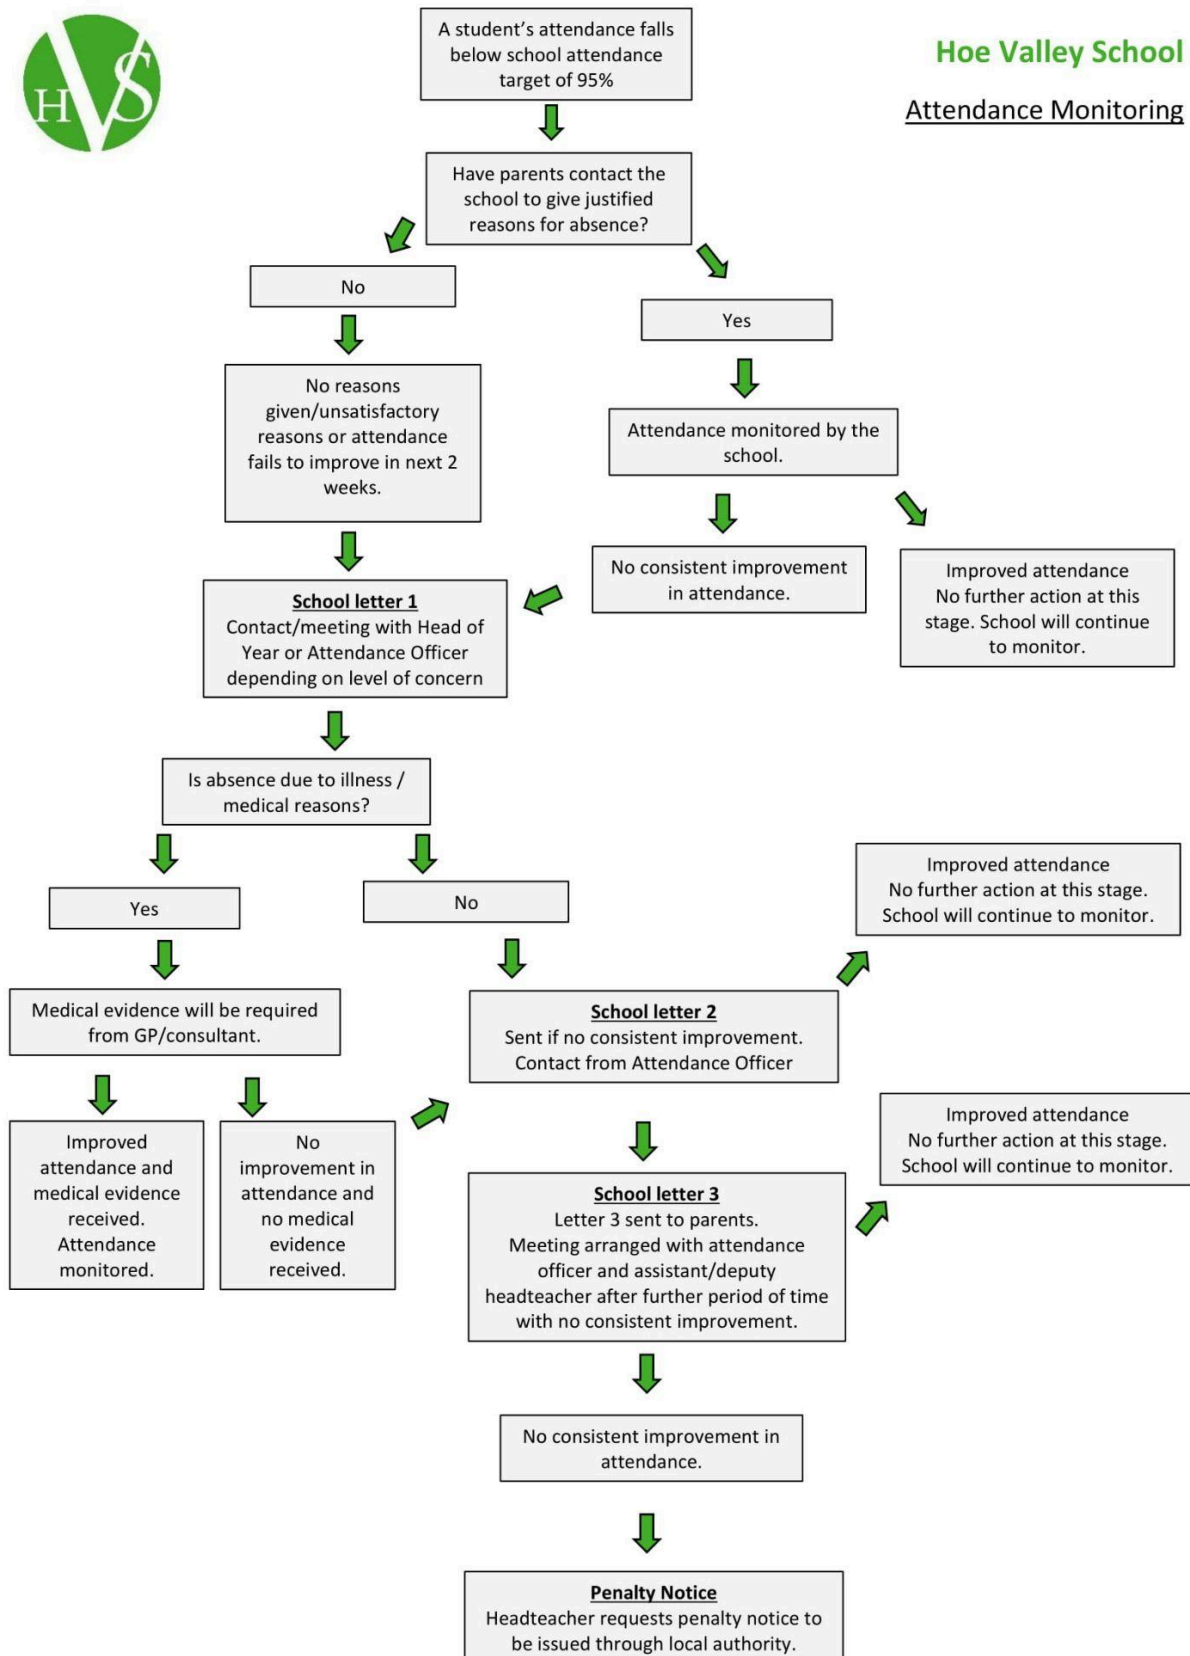 HVS
Hoe Valley School
Attendance Monitoring
A student's attendance falls
below school attendance
target of 95%
Have parents contact the
school to give justified
reasons for absence?
No
Yes
No reasons
given/unsatisfactory
reasons or attendance
fails to improve in next 2
weeks.
Attendance monitored by the
school.
No consistent improvement
in attendance.
Improved attendance
No further action at this
stage. School will continue
to monitor.
School letter 1
Contact/meeting with Head of
Year or Attendance Officer
depending on level of concern
Is absence due to illness /
medical reasons?
Yes
No
Improved attendance
No further action at this stage.
School will continue to monitor.
Medical evidence will be required
from GP/consultant.
School letter 2
Sent if no consistent improvement.
Contact from Attendance Officer
Improved
attendance and
medical evidence
received.
Attendance
monitored.
No
improvement in
attendance and
no medical
evidence
received.
Improved attendance
No further action at this stage.
School will continue to monitor.
School letter 3
Letter 3 sent to parents.
Meeting arranged with attendance
officer and assistant/deputy
headteacher after further period of time
with no consistent improvement.
No consistent improvement in
attendance.
Penalty Notice
Headteacher requests penalty notice to
be issued through local authority.